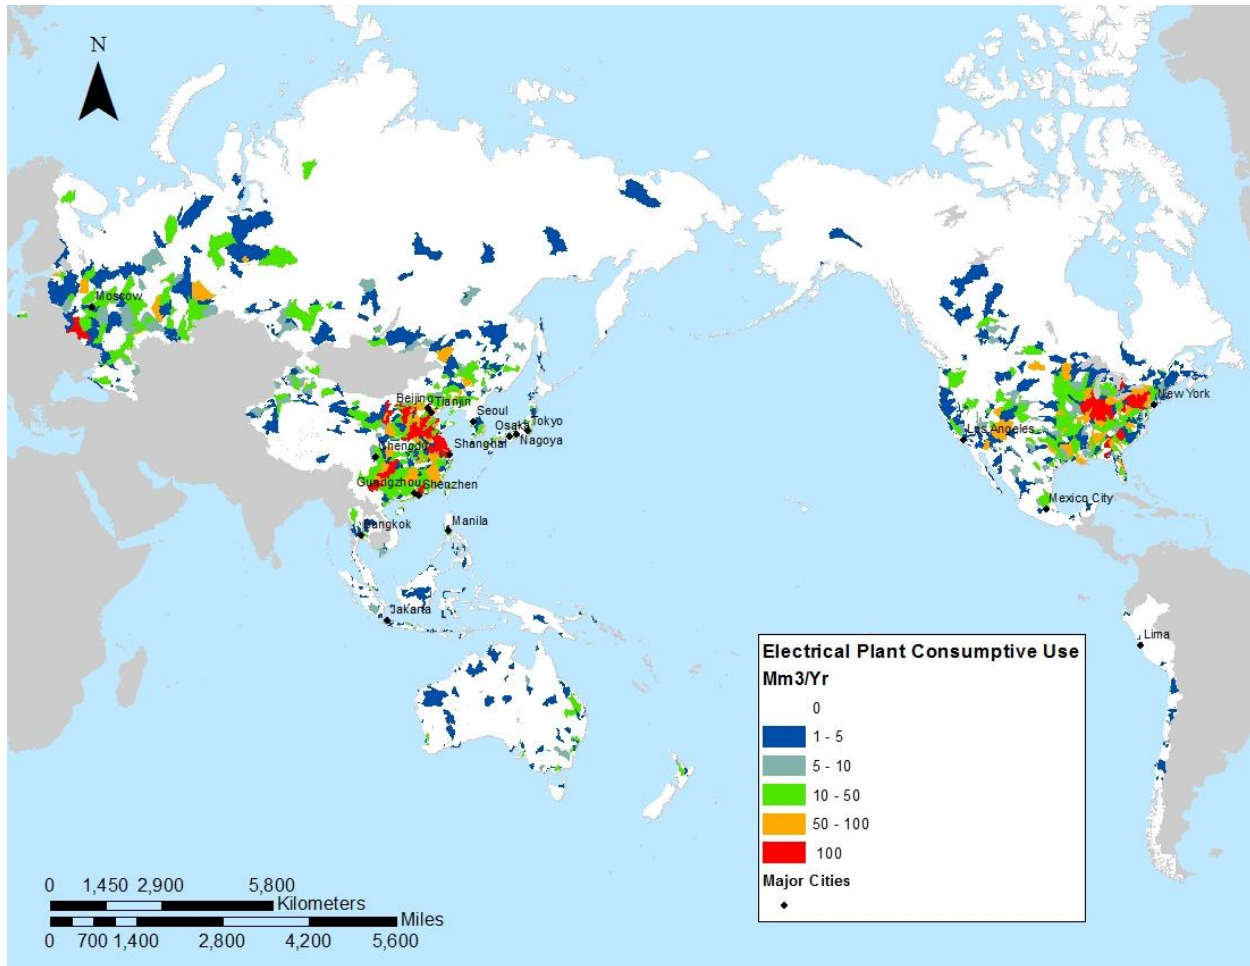 N
Moscow
Beijing
Tianjin
Seoul
Tokyo
Osaka
Nagoya
Chengdu
Shanghai
Guangzhou
Shenzhen
Bangkok
Manila
Jakarta
New York
Los Angeles
Mexico City
Lima
Electrical Plant Consumptive Use
Mm3/Yr
0
1 - 5
5 - 10
10 - 50
50 - 100
100
Major Cities
0 1,450 2,900 5,800
Kilometers
Miles
0 700 1,400 2,800 4,200 5,600